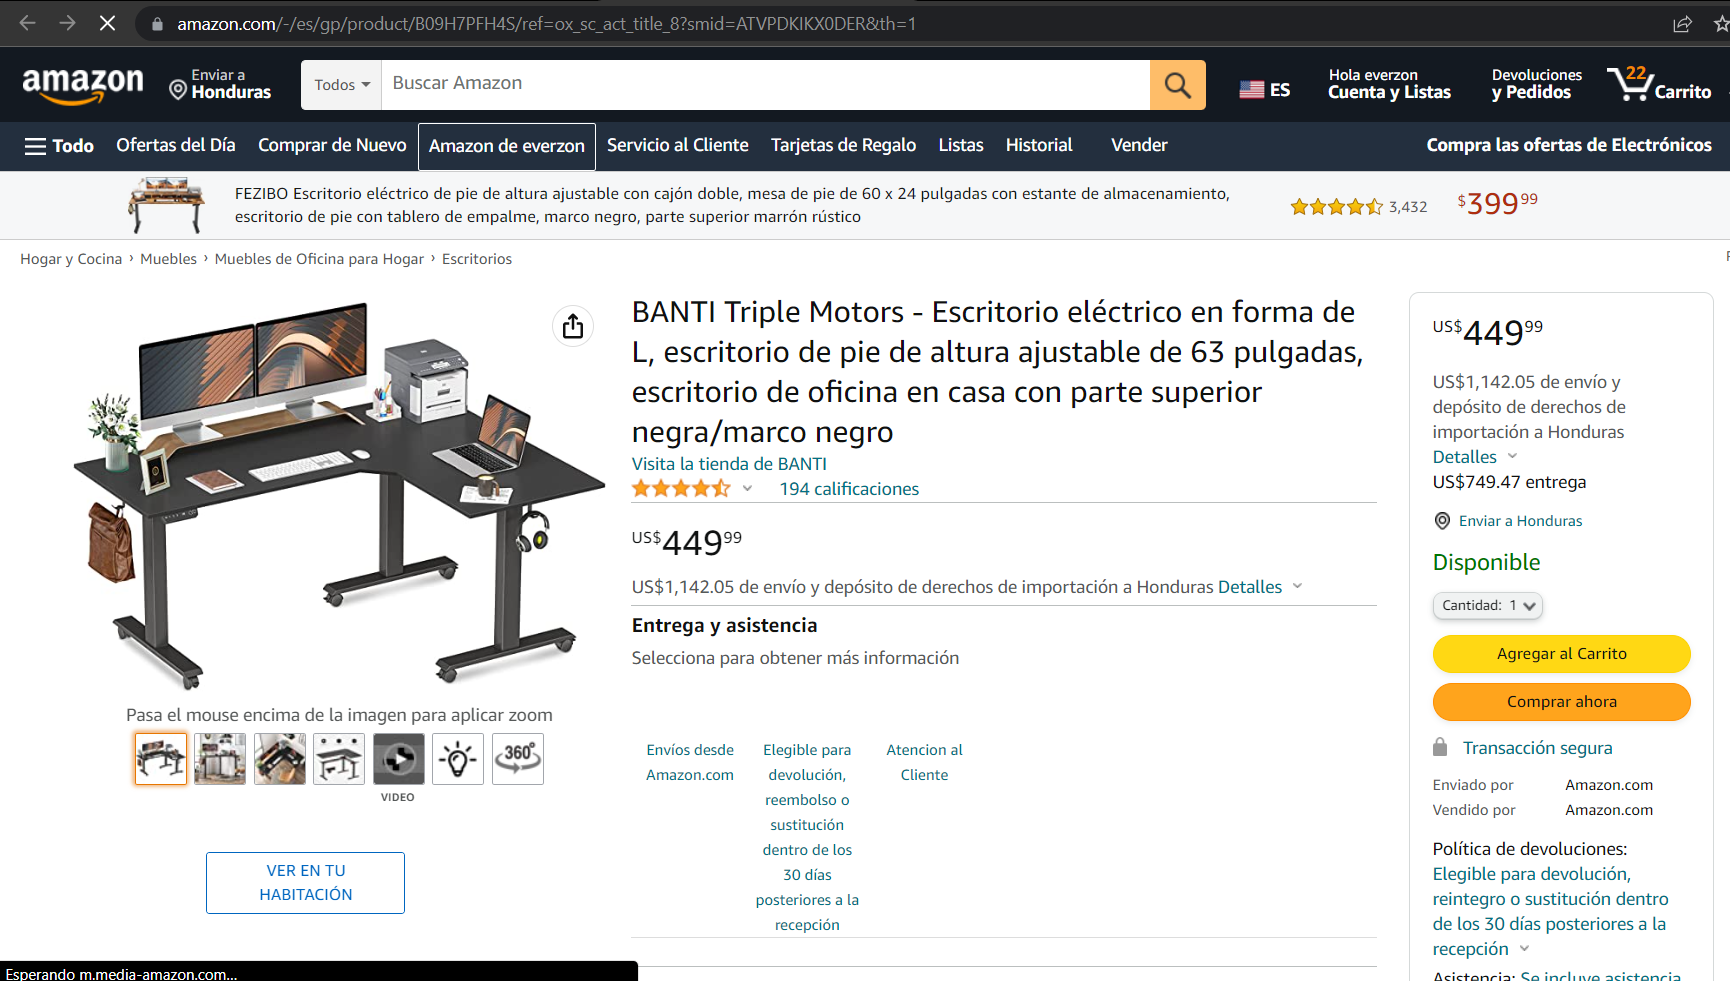 amazon.com/-/es/gp/product/B09H7PFH4S/ref=ox_sc_act_title_8?smid=ATVPDKIKX0DER&th=1
amazon
Enviar a
Honduras
Todos
Buscar Amazon
ES
Hola everzon
Cuenta y Listas
Devoluciones
y Pedidos
22
Carrito
Todo
Ofertas del Día
Comprar de Nuevo
Amazon de everzon
Servicio al Cliente
Tarjetas de Regalo
Listas
Historial
Vender
Compra las ofertas de Electrónicos
FEZIBO Escritorio eléctrico de pie de altura ajustable con cajón doble, mesa de pie de 60 x 24 pulgadas con estante de almacenamiento,
escritorio de pie con tablero de empalme, marco negro, parte superior marrón rústico
3,432
$399 99
Hogar y Cocina › Muebles › Muebles de Oficina para Hogar › Escritorios
BANTI Triple Motors - Escritorio eléctrico en forma de
L, escritorio de pie de altura ajustable de 63 pulgadas,
escritorio de oficina en casa con parte superior
negra/marco negro
Visita la tienda de BANTI
194 calificaciones
US$449 99
US$1,142.05 de envío y depósito de derechos de importación a Honduras Detalles
Entrega y asistencia
Selecciona para obtener más información
Envíos desde
Amazon.com
Elegible para
devolución,
reembolso o
sustitución
dentro de los
30 días
posteriores a la
recepción
Atencion al
Cliente
Pasa el mouse encima de la imagen para aplicar zoom
360°
VIDEO
VER EN TU
HABITACIÓN
US$449 99
US$1,142.05 de envío y
depósito de derechos de
importación a Honduras
Detalles
US$749.47 entrega
Enviar a Honduras
Disponible
Cantidad: 1
Agregar al Carrito
Comprar ahora
Transacción segura
Enviado por Amazon.com
Vendido por Amazon.com
Política de devoluciones:
Elegible para devolución,
reintegro o sustitución dentro
de los 30 días posteriores a la
recepción
Asistencia: Se incluye asistencia
Esperando m.media-amazon.com...